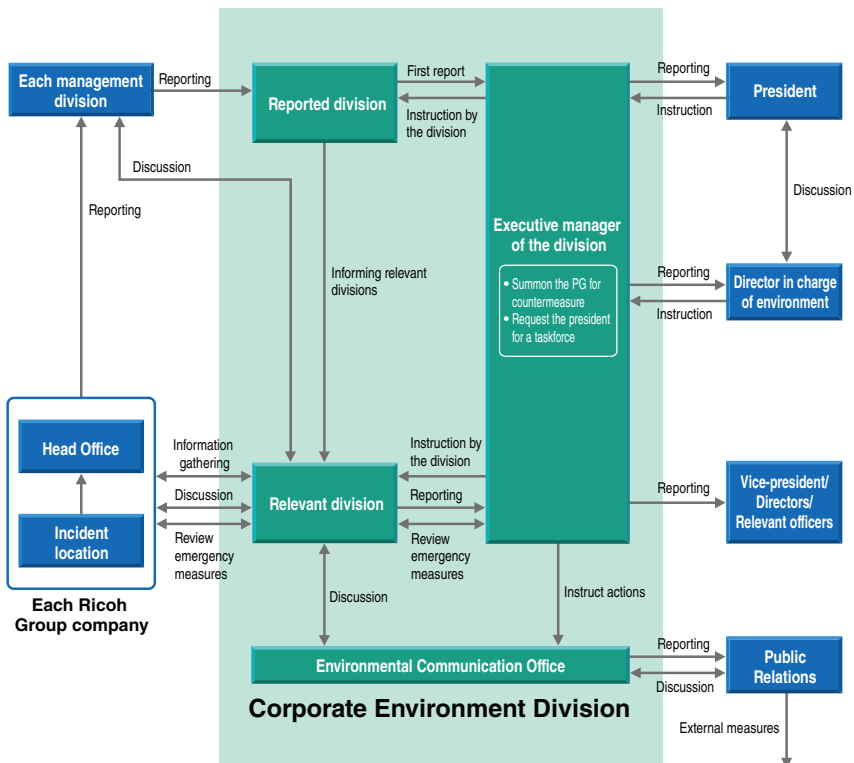 Each management
division
Reporting
Reported division
First report
Instruction by
the division
Reporting
Instruction
President
Discussion
Discussion
Reporting
Informing relevant
divisions
Executive manager
of the division
• Summon the PG for
countermeasure
• Request the president
for a taskforce
Reporting
Instruction
Director in charge
of environment
Head Office
Incident
location
Each Ricoh
Group company
Information
gathering
Discussion
Review
emergency
measures
Relevant division
Instruction by
the division
Reporting
Review
emergency
measures
Reporting
Vice-president/
Directors/
Relevant officers
Discussion
Instruct actions
Environmental Communication Office
Reporting
Discussion
Public
Relations
Corporate Environment Division
External measures